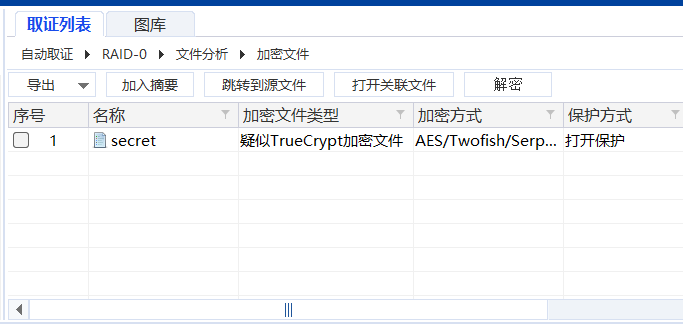 取证列表 图库
自动取证 RAID-0 文件分析 加密文件
导出 加入摘要 跳转到源文件 打开关联文件 解密
序号 名称 加密文件类型 加密方式 保护方式
1 secret 疑似TrueCrypt加密文件 AES/Twofish/Serp... 打开保护